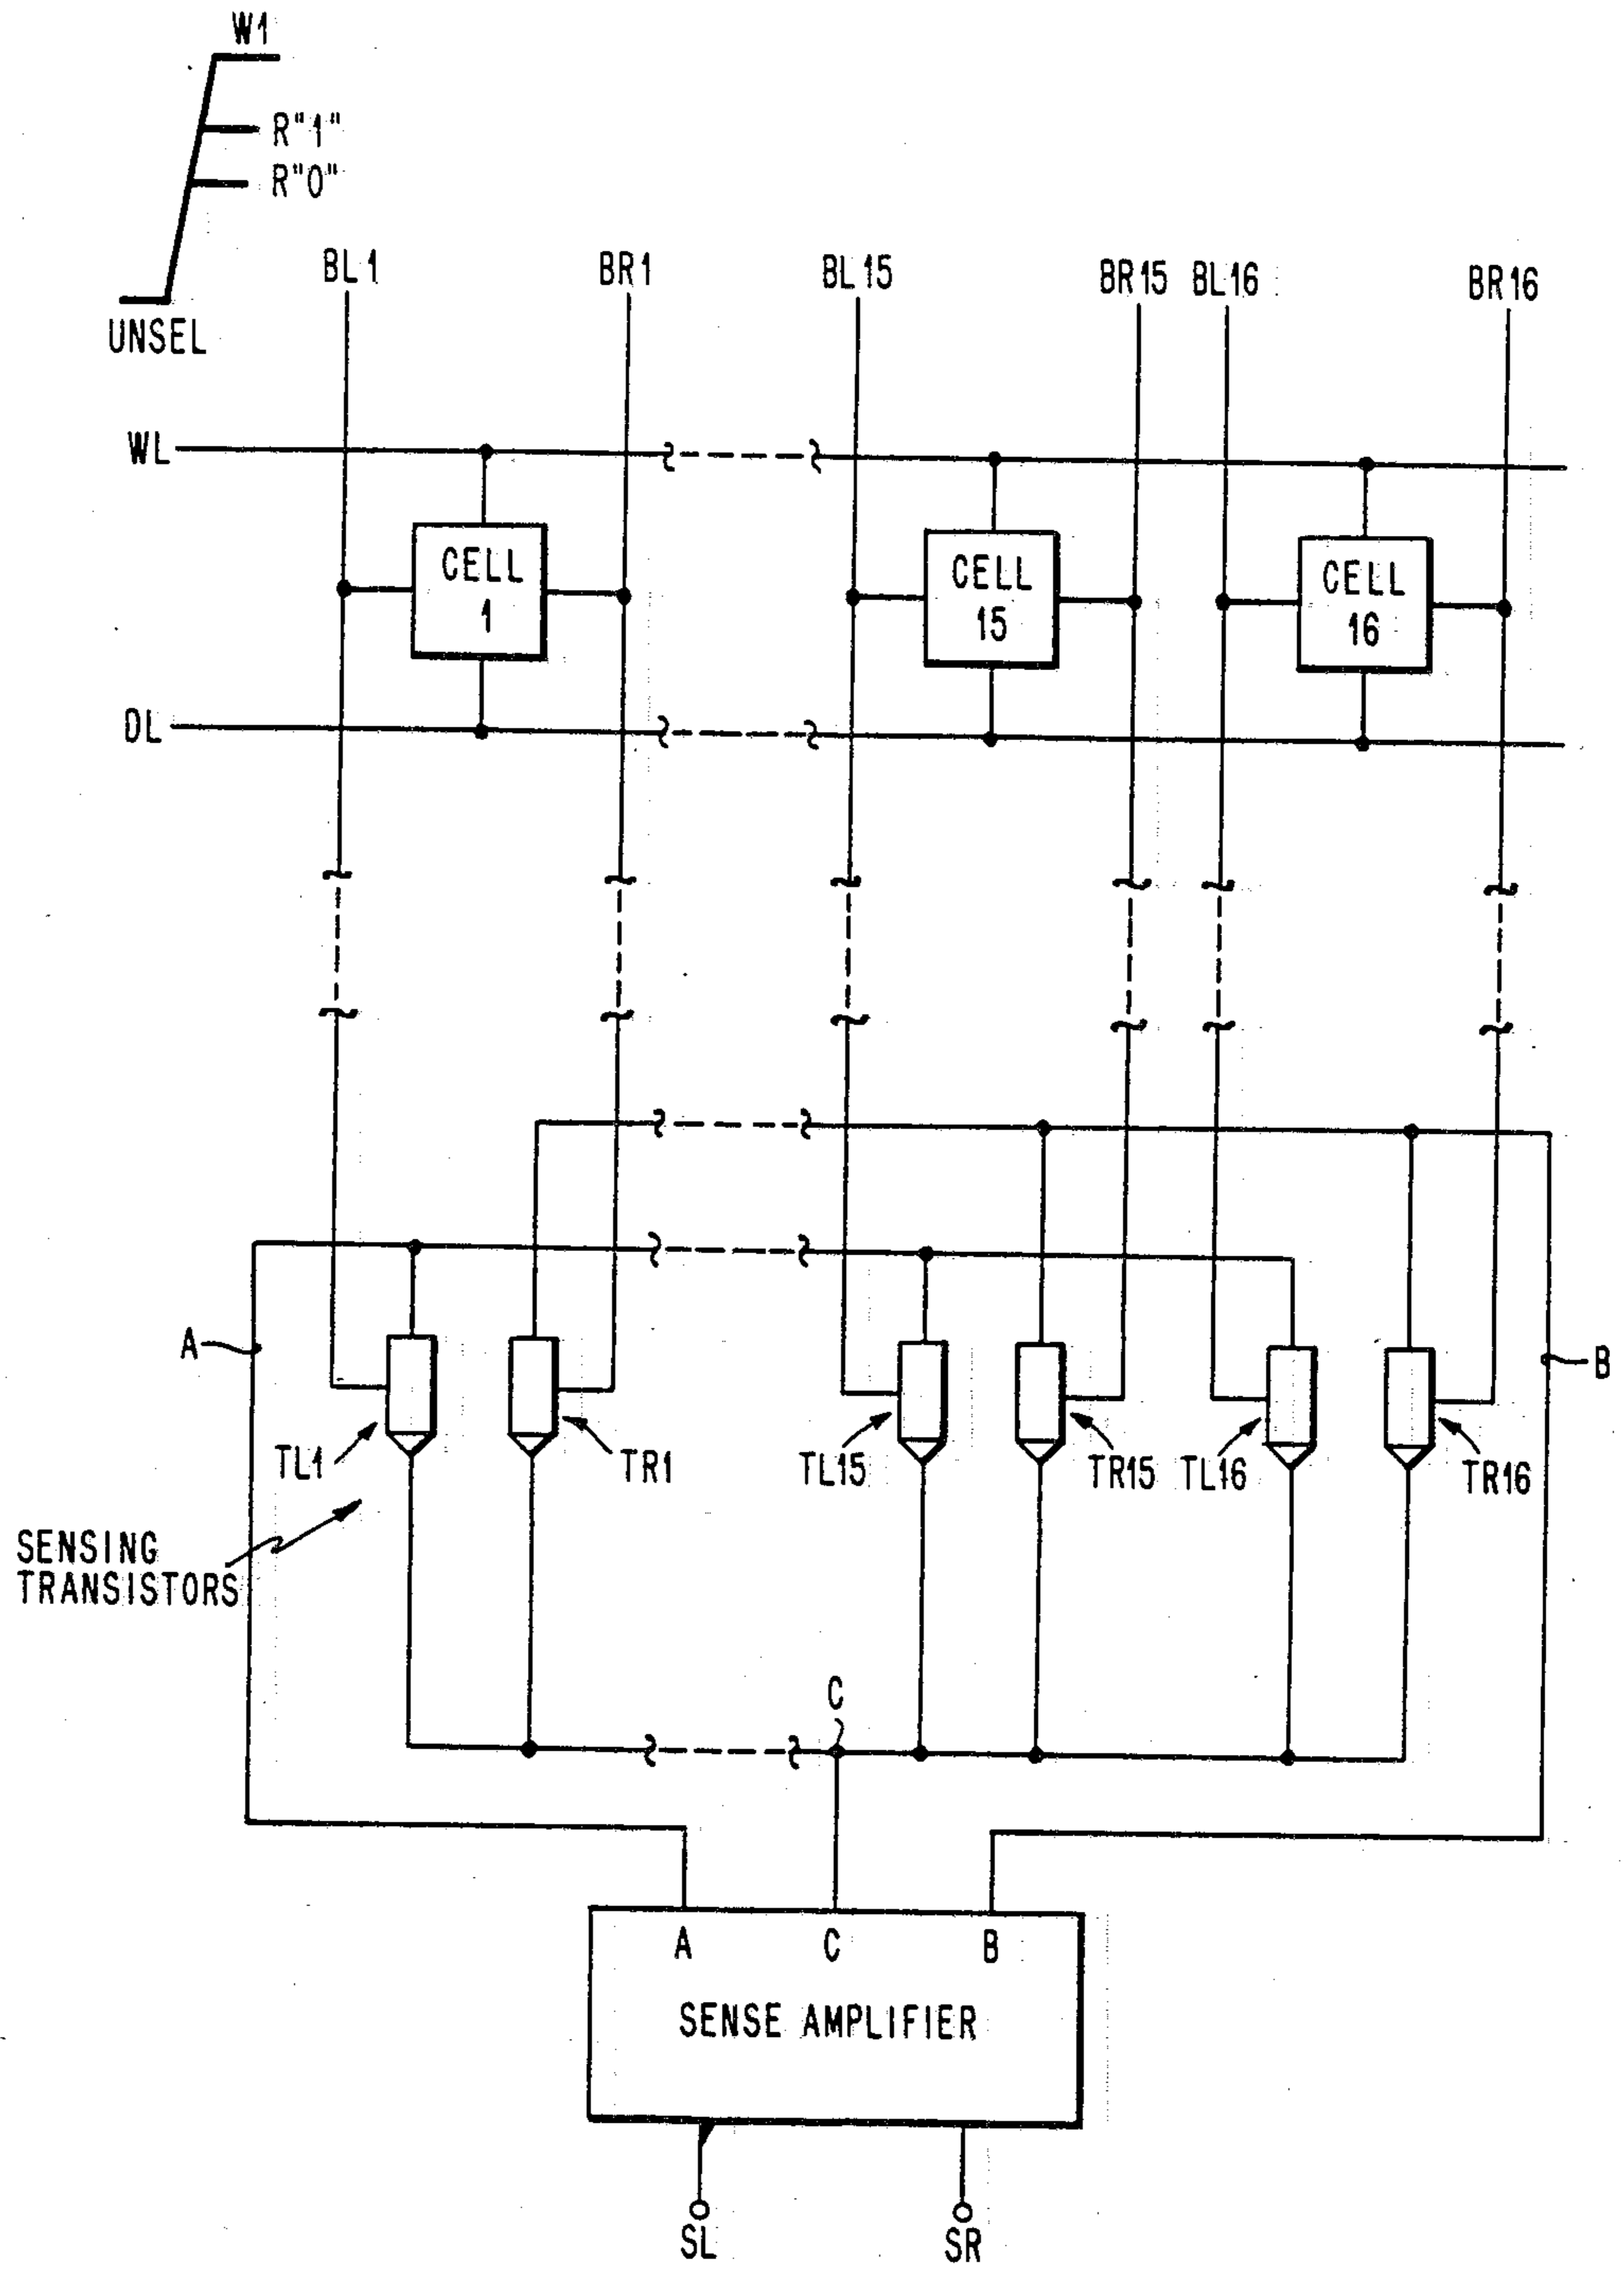 W1
R"1"
R"0"
UNSEL
BL1
BR1
BL15
BR15
BL16
BR16
WL
CELL
1
CELL
15
CELL
16
DL
A
B
TL1
TR1
TL15
TR15
TL16
TR16
SENSING
TRANSISTORS
C
A
C
B
SENSE AMPLIFIER
SL
SR